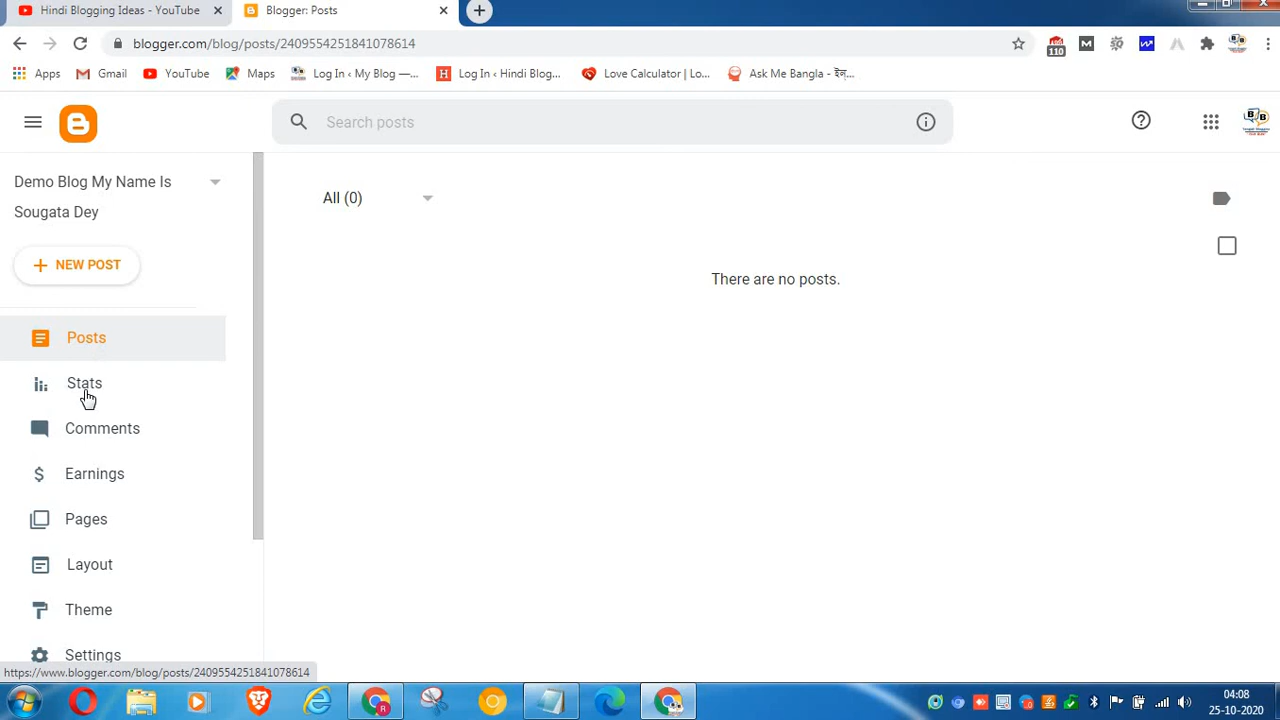 Hindi Blogging Ideas - YouTube
Blogger: Posts
blogger.com/blog/posts/2409554251841078614
110
M
Apps
Gmail
YouTube
Maps
Log In ‹ My Blog —...
H
Log In ‹ Hindi Blog...
Love Calculator | Lo...
Ask Me Bangla - ইন্...
Search posts
Demo Blog My Name Is
Sougata Dey
All (0)
NEW POST
There are no posts.
Posts
Stats
Comments
Earnings
Pages
Layout
Theme
Settings
https://www.blogger.com/blog/posts/2409554251841078614
04:08
25-10-2020